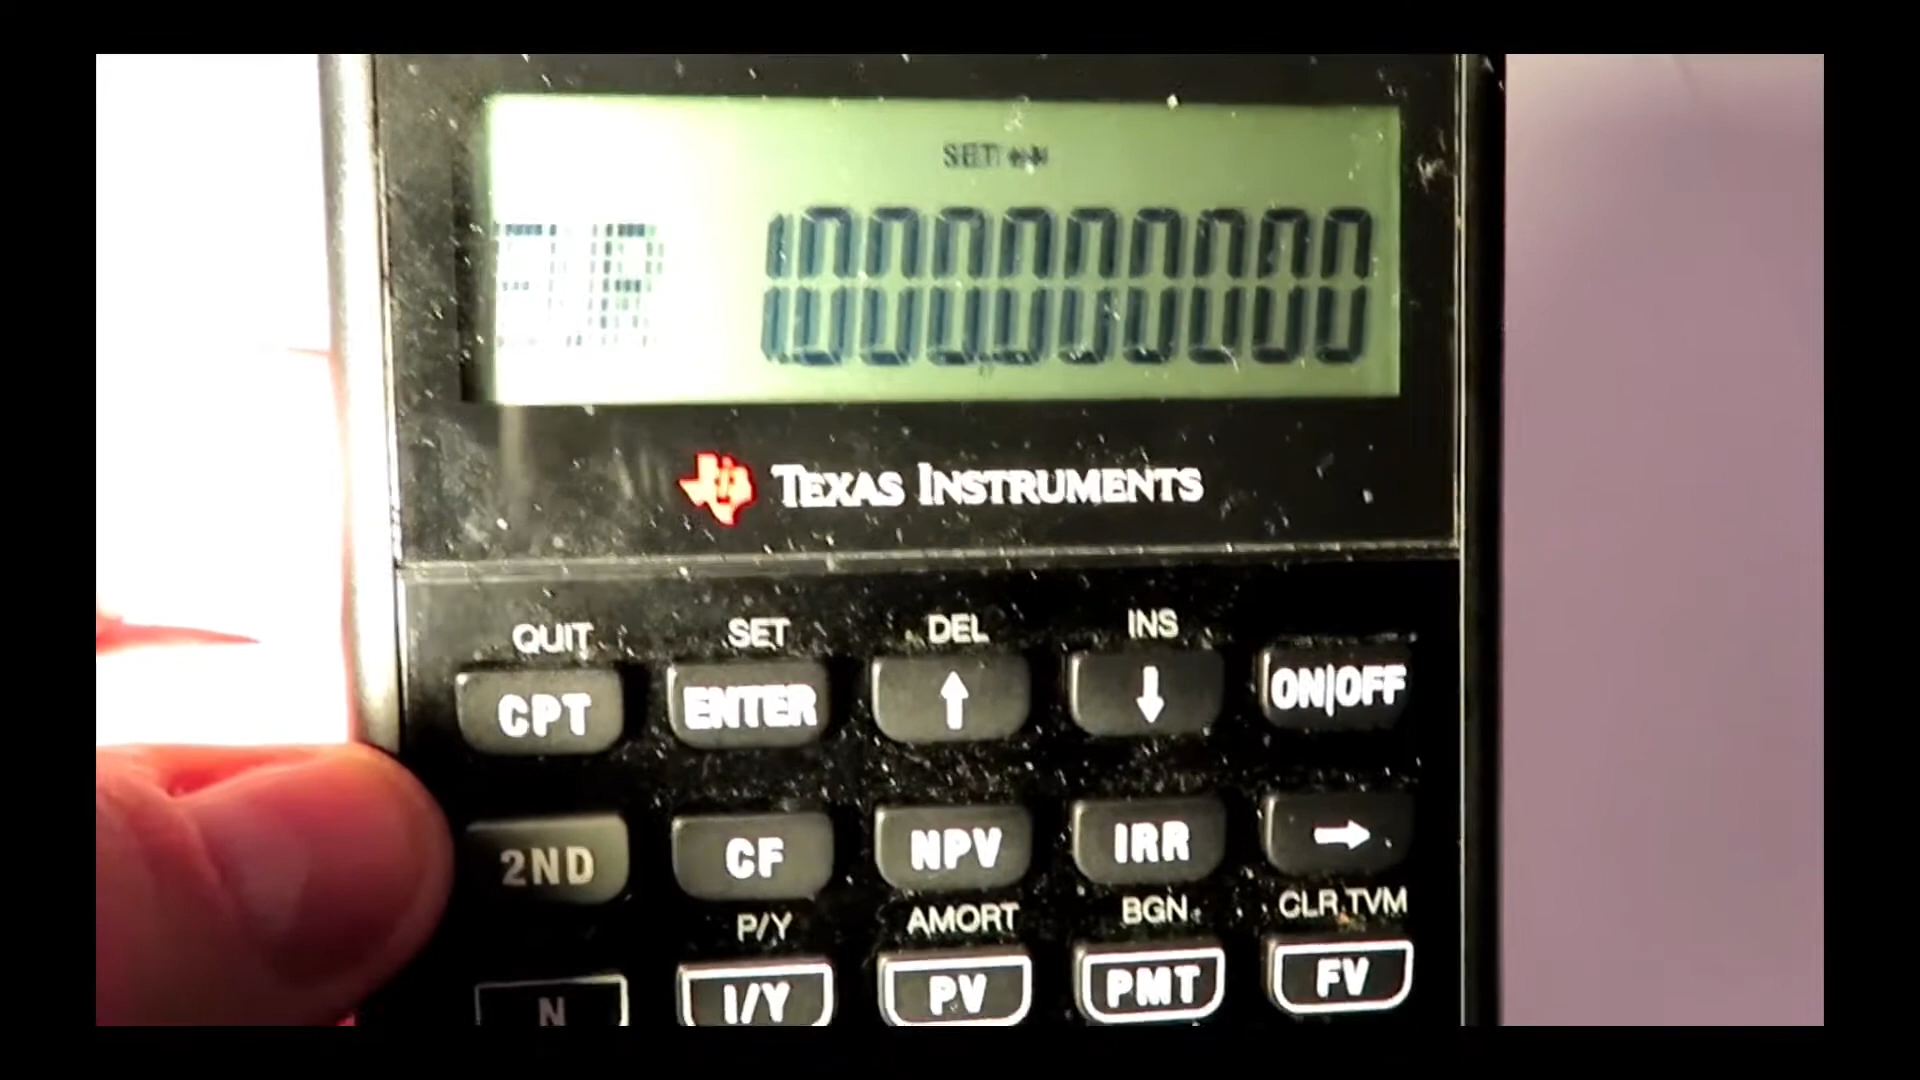 SET
TEXAS INSTRUMENTS
QUIT SET DEL INS
CPT ENTER ↑ ↓ ON|OFF
2ND CF NPV IRR →
P/Y AMORT BGN CLR TVM
N I/Y PV PMT FV